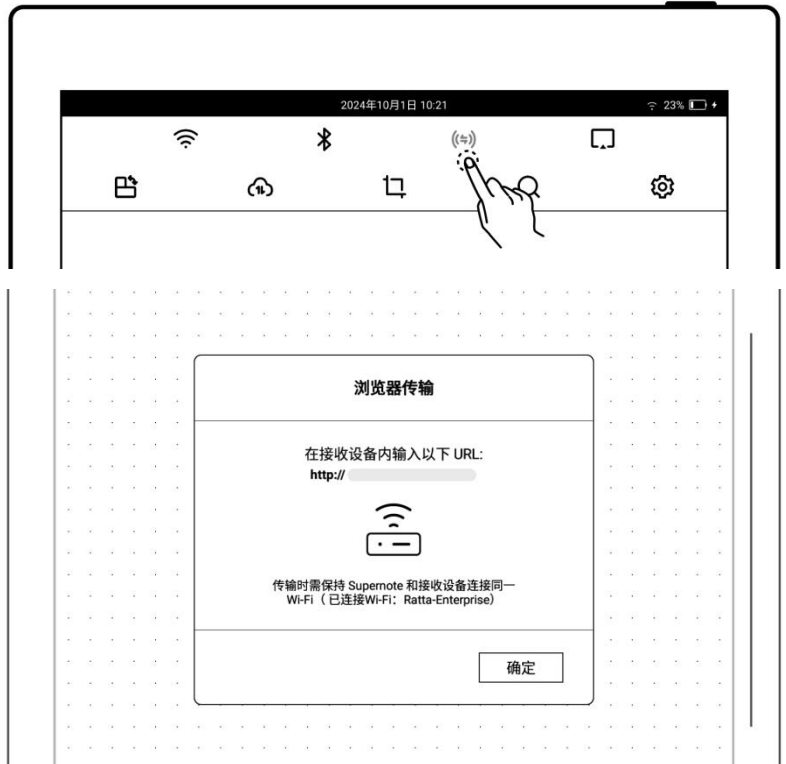 2024年10月1日 10:21
23%
浏览器传输
在接收设备内输入以下 URL:
http://
传输时需保持 Supernote 和接收设备连接同一
Wi-Fi（ 已连接Wi-Fi：Ratta-Enterprise）
确定